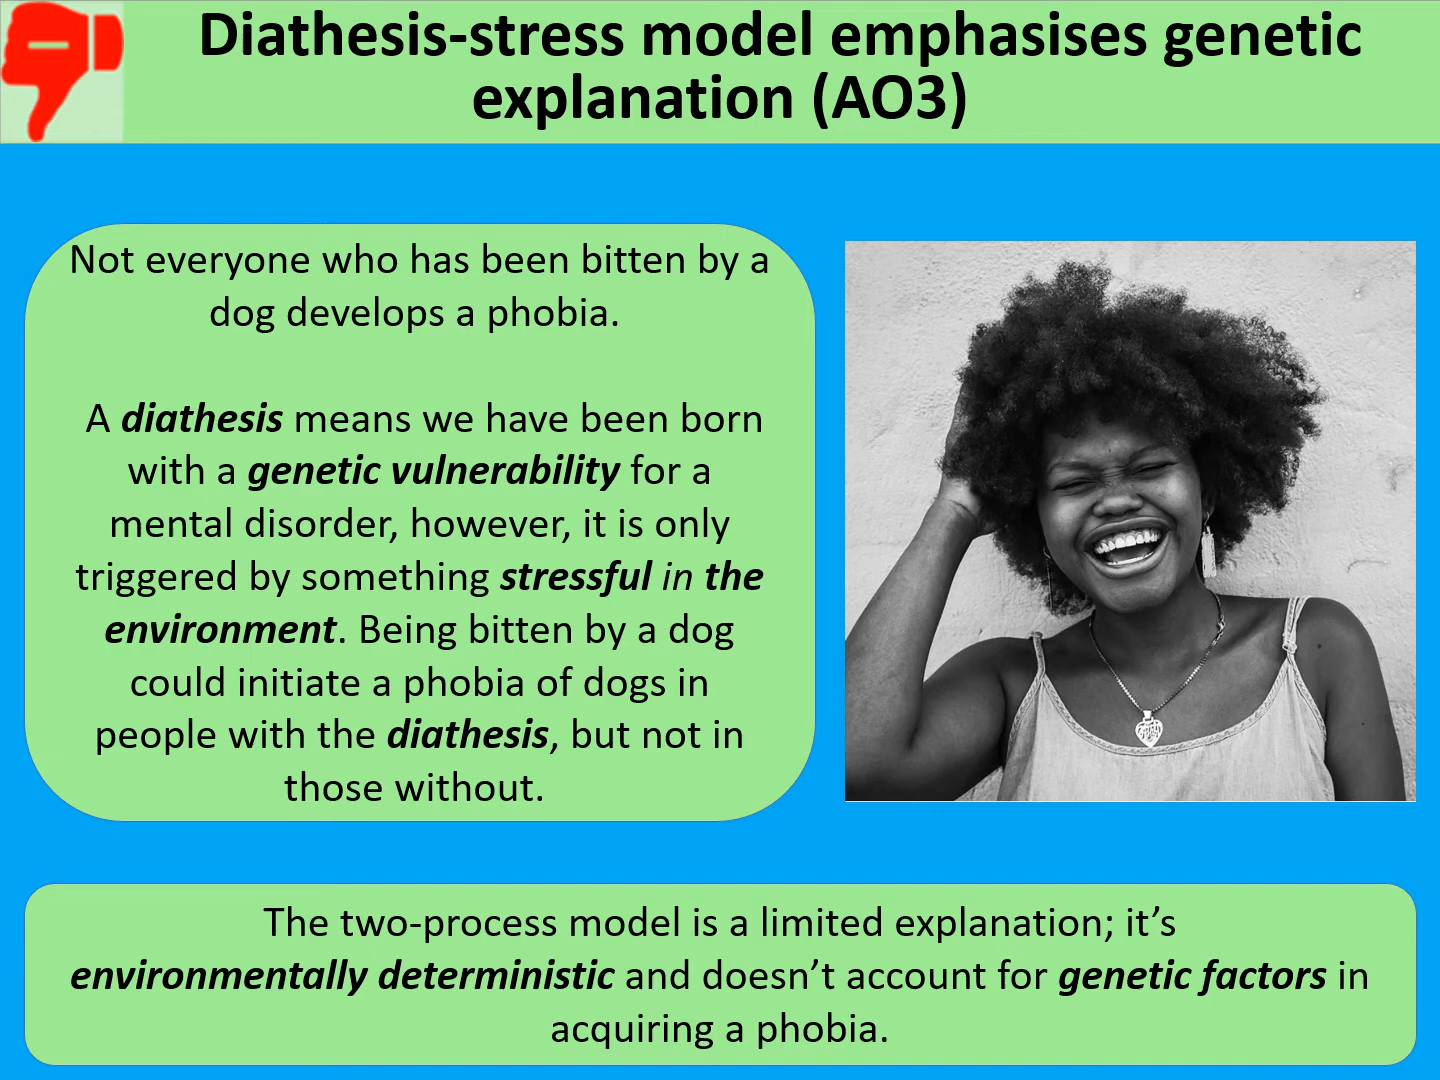 Diathesis-stress model emphasises genetic
explanation (AO3)
Not everyone who has been bitten by a
dog develops a phobia.
A diathesis means we have been born
with a genetic vulnerability for a
mental disorder, however, it is only
triggered by something stressful in the
environment. Being bitten by a dog
could initiate a phobia of dogs in
people with the diathesis, but not in
those without.
The two-process model is a limited explanation; it’s
environmentally deterministic and doesn’t account for genetic factors in
acquiring a phobia.